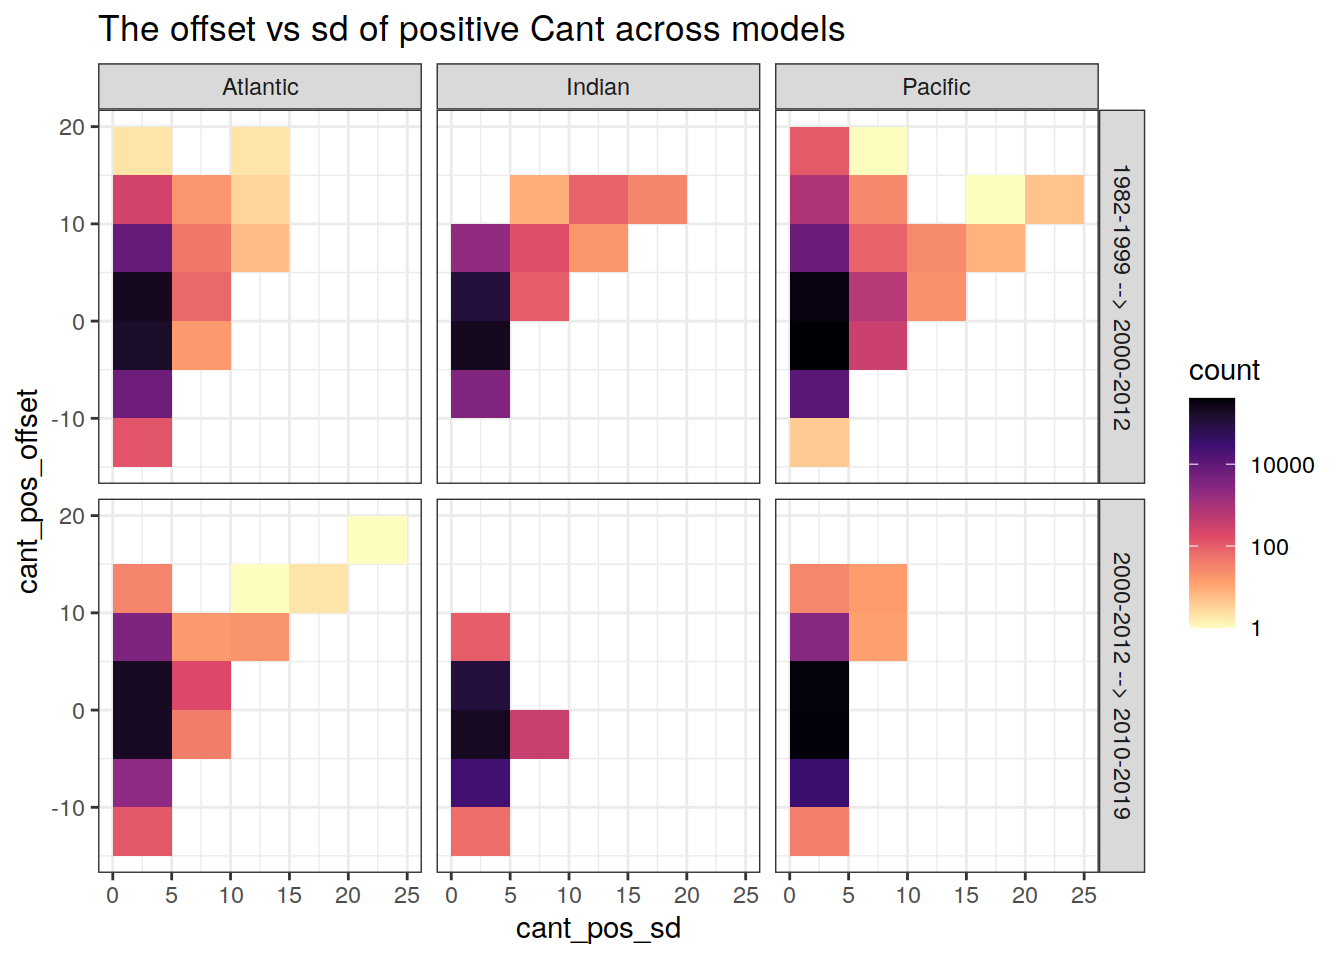 The offset vs sd of positive Cant across models
Atlantic
Indian
Pacific
20
10
0
-10
1982-1999 --> 2000-2012
20
10
0
-10
2000-2012 --> 2010-2019
cant_pos_offset
0 5 10 15 20 25
0 5 10 15 20 25
0 5 10 15 20 25
cant_pos_sd
count
10000
100
1